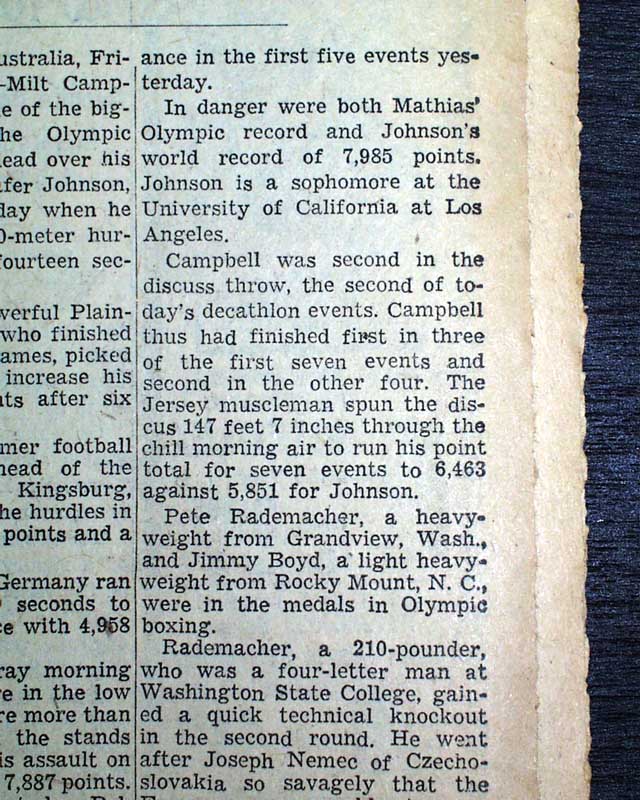 ustralia, Fri-
-Milt Camp-
e of the big-
he Olympic
ead over his
afer Johnson,
day when he
0-meter hur-
fourteen sec-
verful Plain-
who finished
ames, picked
increase his
nts after six
mer football
head of the
Kingsburg,
he hurdles in
points and a
Germany ran
seconds to
ce with 4,958
ray morning
re in the low
re more than
the stands
is assault on
7,887 points.
ance in the first five events yes-
terday.
In danger were both Mathias'
Olympic record and Johnson's
world record of 7,985 points.
Johnson is a sophomore at the
University of California at Los
Angeles.
Campbell was second in the
discuss throw, the second of to-
day's decathlon events. Campbell
thus had finished first in three
of the first seven events and
second in the other four. The
Jersey muscleman spun the dis-
cus 147 feet 7 inches through the
chill morning air to run his point
total for seven events to 6,463
against 5,851 for Johnson.
Pete Rademacher, a heavy-
weight from Grandview, Wash.,
and Jimmy Boyd, a light heavy-
weight from Rocky Mount, N. C.,
were in the medals in Olympic
boxing.
Rademacher, a 210-pounder,
who was a four-letter man at
Washington State College, gain-
ed a quick technical knockout
in the second round. He went
after Joseph Nemec of Czecho-
slovakia so savagely that the